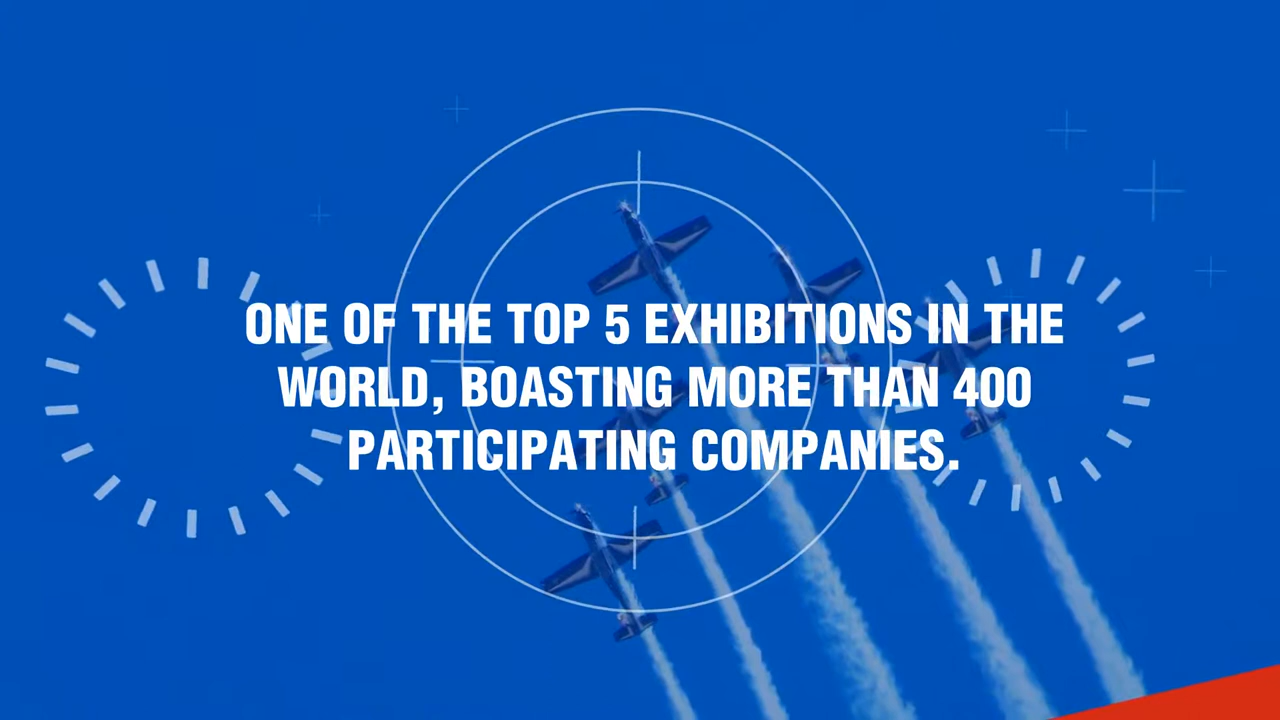 ONE OF THE TOP 5 EXHIBITIONS IN THE
WORLD, BOASTING MORE THAN 400
PARTICIPATING COMPANIES.